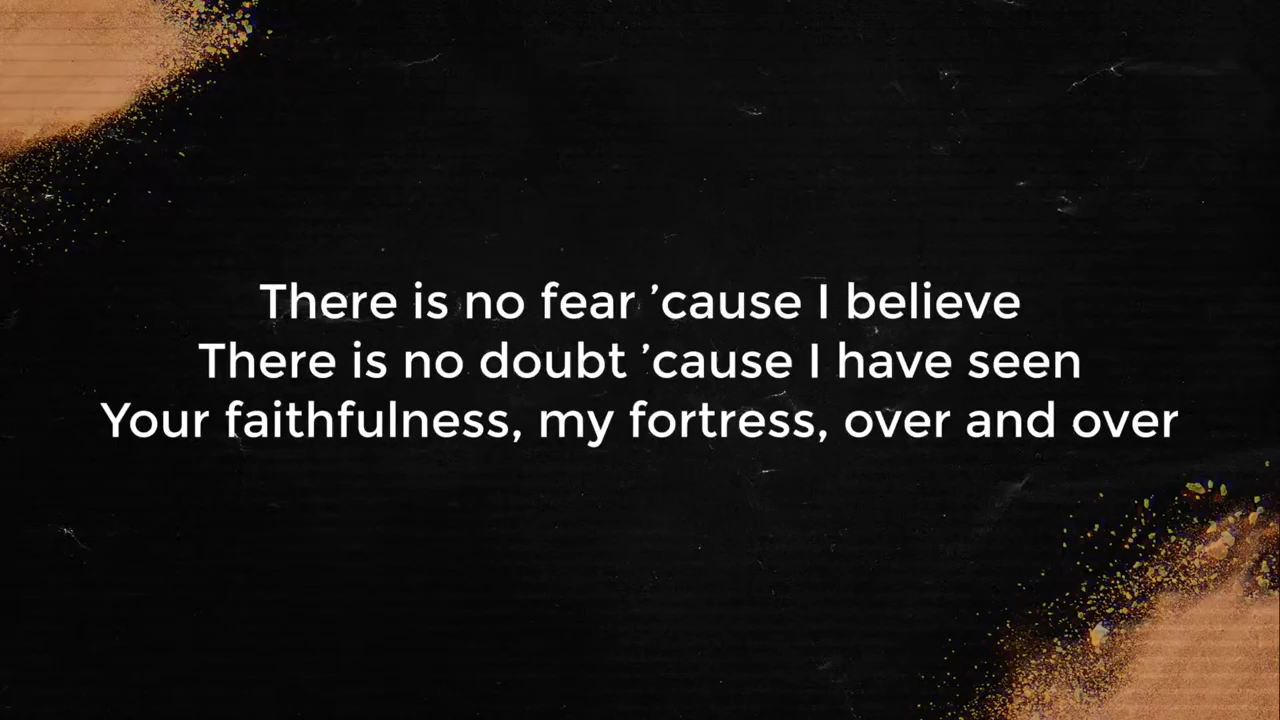 There is no fear ’cause I believe
There is no doubt ’cause I have seen
Your faithfulness, my fortress, over and over